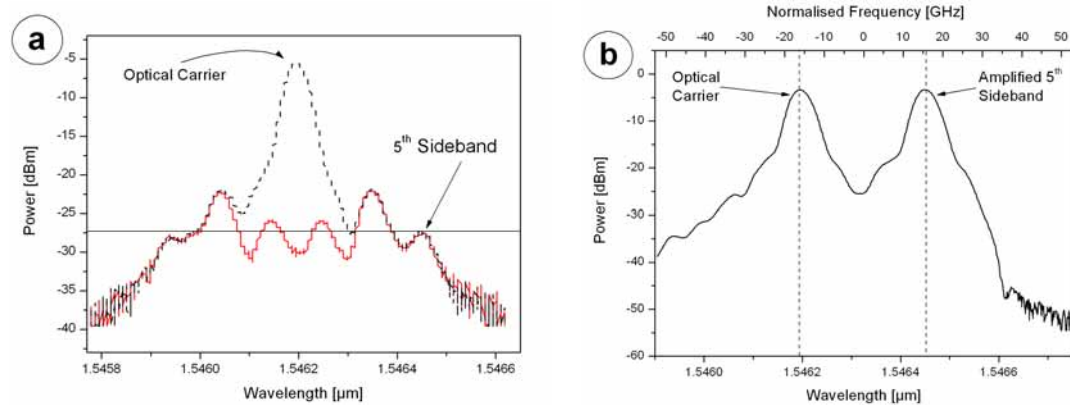 a
Optical Carrier
5th Sideband
Power [dBm]
-5
-10
-15
-20
-25
-30
-35
-40
1.5458
1.5460
1.5462
1.5464
1.5466
Wavelength [µm]
b
Normalised Frequency [GHz]
-50 -40 -30 -20 -10 0 10 20 30 40 50
Optical
Carrier
Amplified 5th
Sideband
Power [dBm]
0
-10
-20
-30
-40
-50
-60
1.5460
1.5462
1.5464
1.5466
Wavelength [µm]